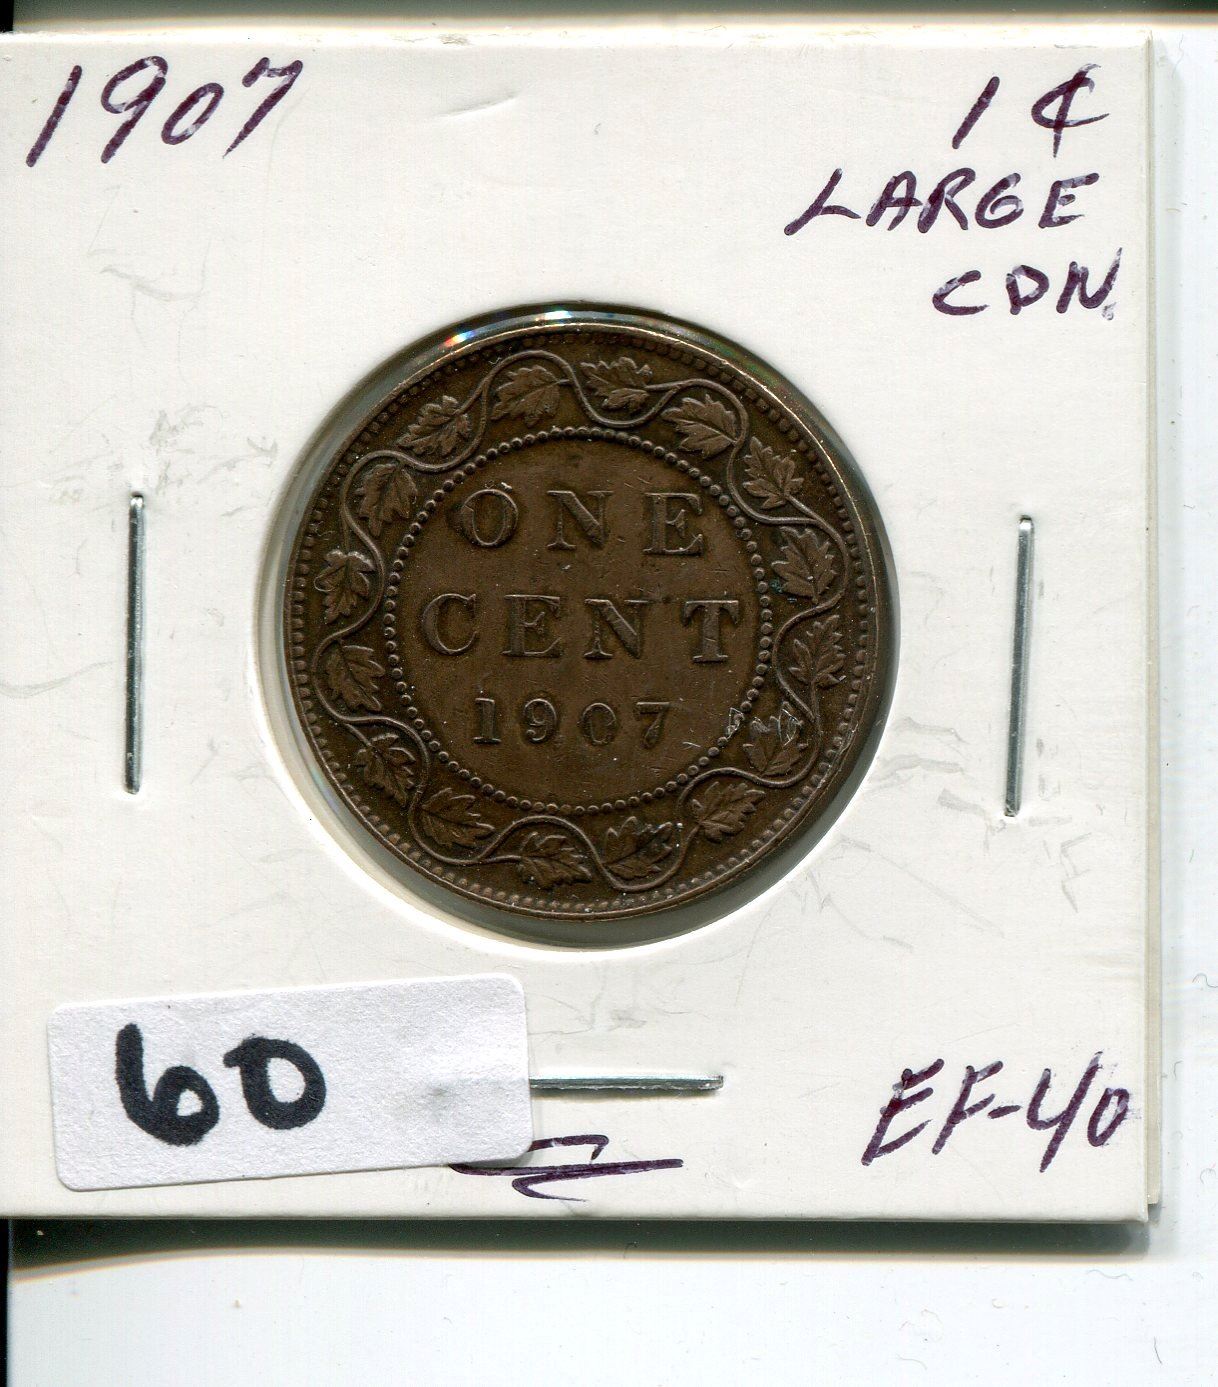 1907
1 ¢
LARGE
CDN.
ONE
CENT
1907
60
EF-40